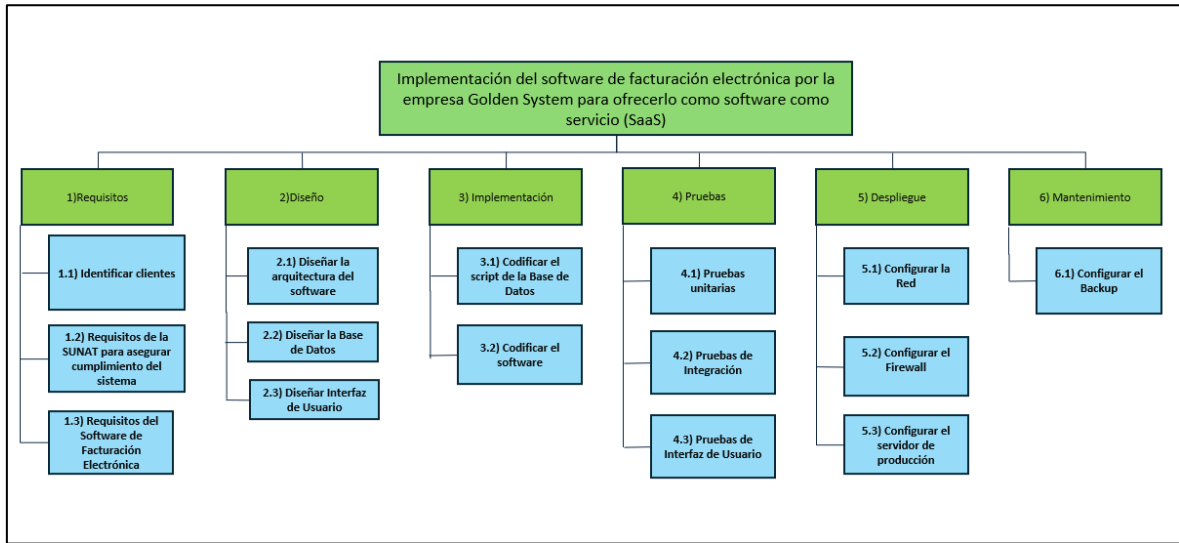 Implementación del software de facturación electrónica por la
empresa Golden System para ofrecerlo como software como
servicio (SaaS)
1)Requisitos
2)Diseño
3) Implementación
4) Pruebas
5) Despliegue
6) Mantenimiento
1.1) Identificar clientes
1.2) Requisitos de la
SUNAT para asegurar
cumplimiento del
sistema
1.3) Requisitos del
Software de
Facturación
Electrónica
2.1) Diseñar la
arquitectura del
software
2.2) Diseñar la Base
de Datos
2.3) Diseñar Interfaz
de Usuario
3.1) Codificar el
script de la Base de
Datos
3.2) Codificar el
software
4.1) Pruebas
unitarias
4.2) Pruebas de
Integración
4.3) Pruebas de
Interfaz de Usuario
5.1) Configurar la
Red
5.2) Configurar el
Firewall
5.3) Configurar el
servidor de
producción
6.1) Configurar el
Backup